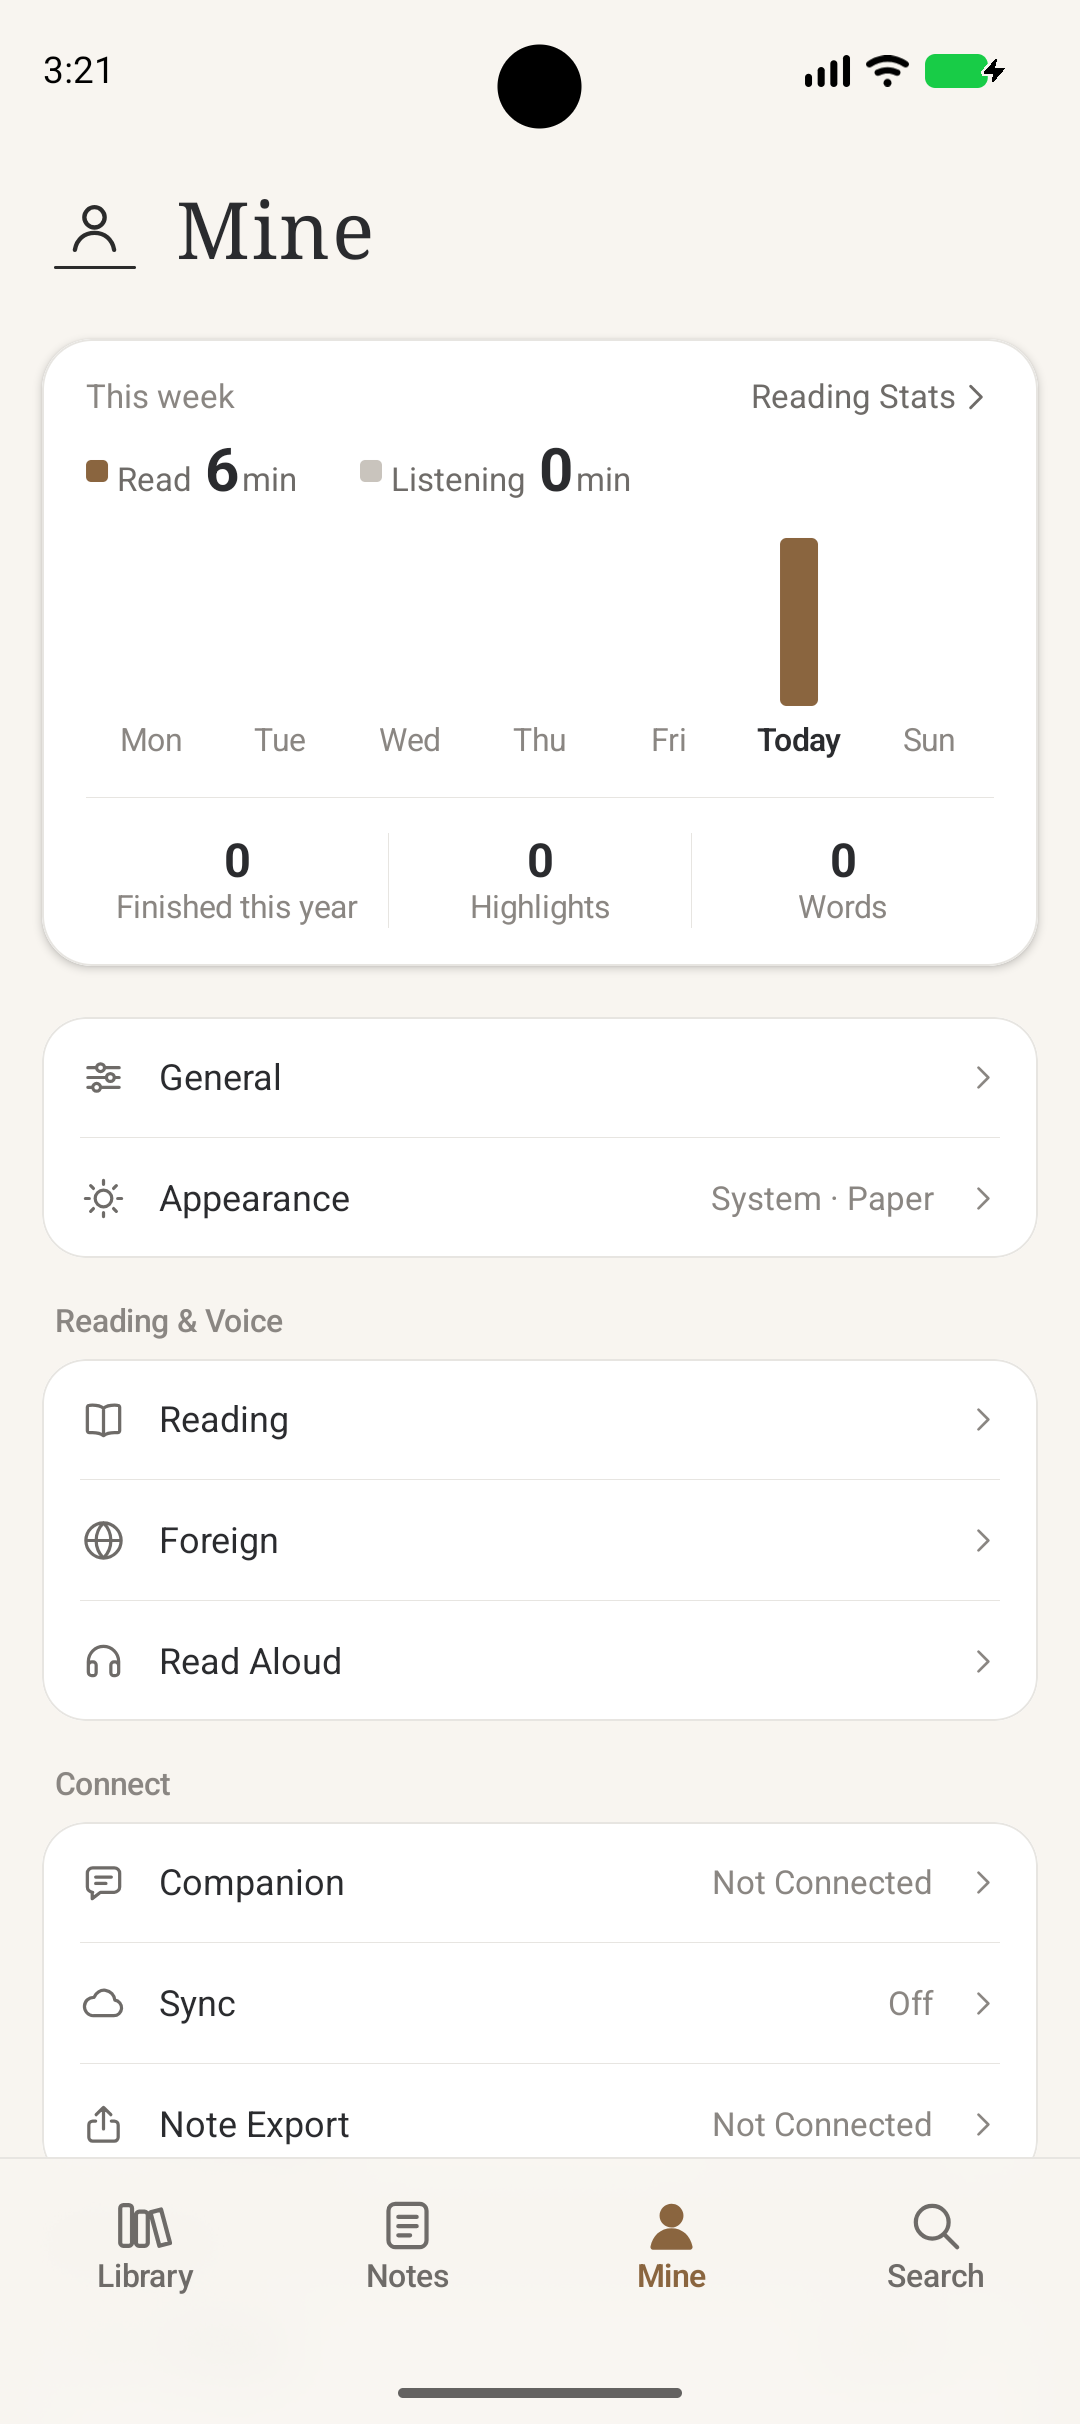 3:21
Mine
This week
Reading Stats
Read 6 min
Listening 0 min
Mon Tue Wed Thu Fri Today Sun
0 0 0
Finished this year Highlights Words
General
Appearance System · Paper
Reading & Voice
Reading
Foreign
Read Aloud
Connect
Companion Not Connected
Sync Off
Note Export Not Connected
Library Notes Mine Search